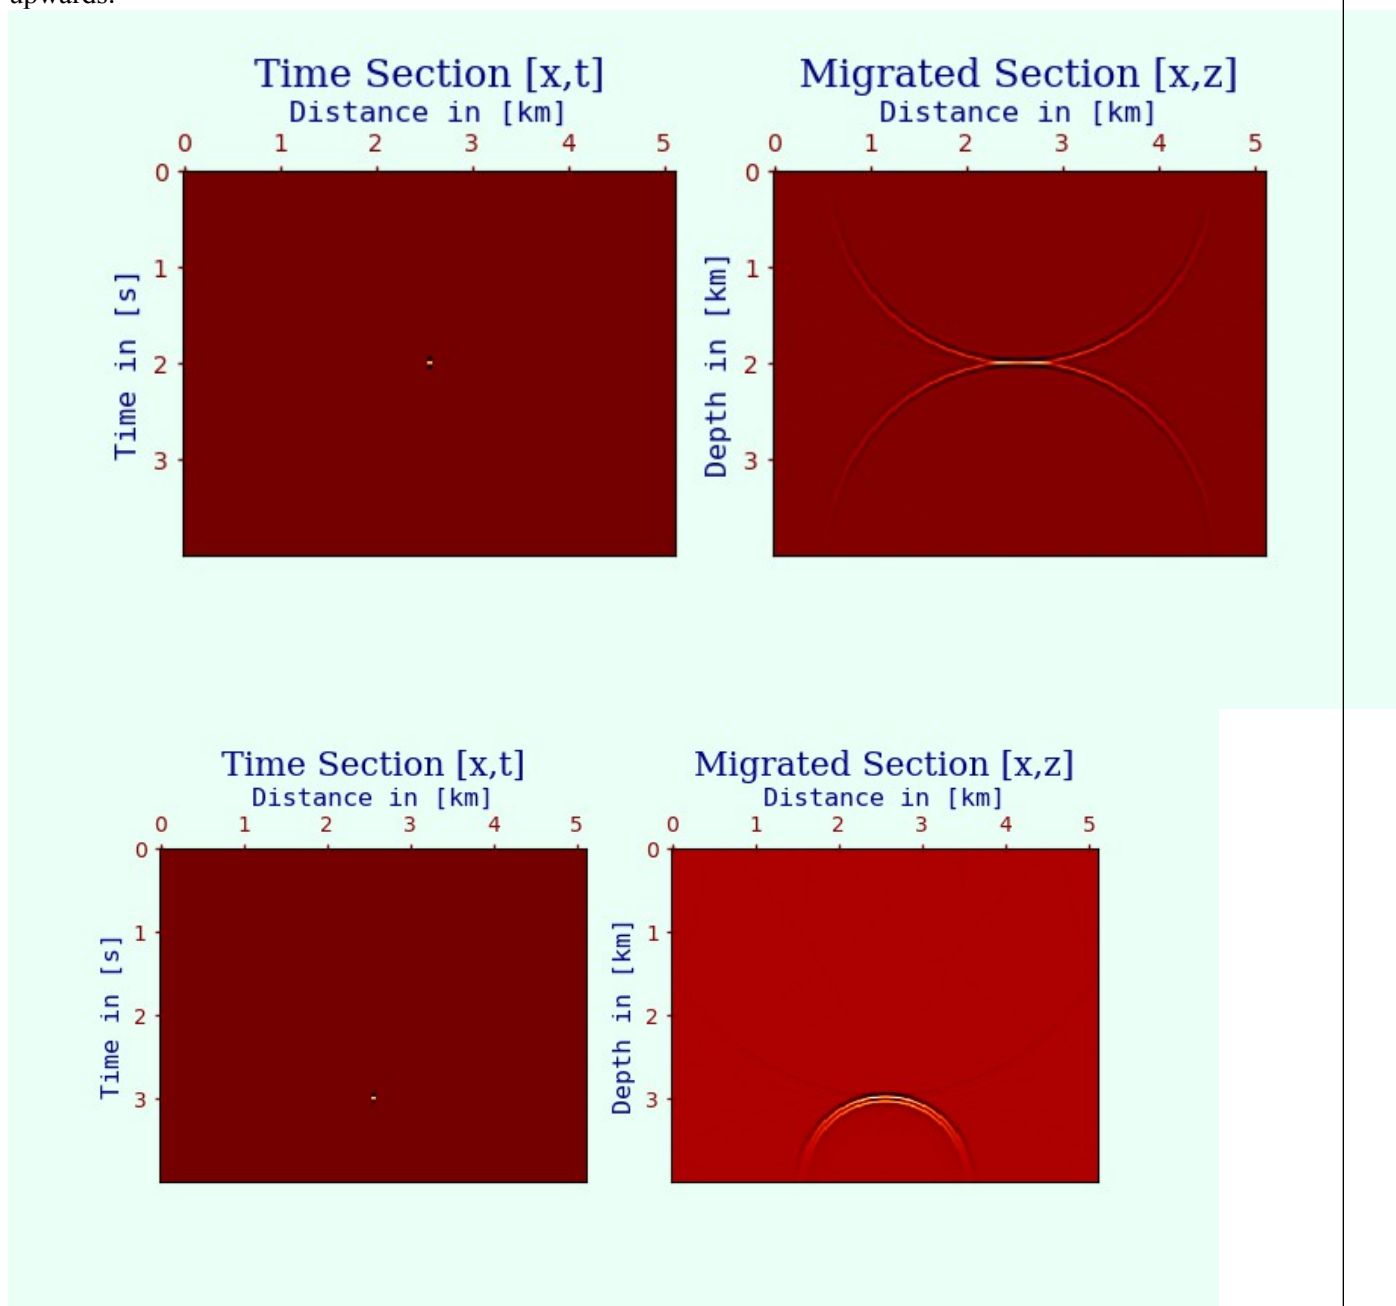 upwards.
Time Section [x,t]
Distance in [km]
0 1 2 3 4 5
0
1
2
3
Time in [s]
Migrated Section [x,z]
Distance in [km]
0 1 2 3 4 5
0
1
2
3
Depth in [km]
Time Section [x,t]
Distance in [km]
0 1 2 3 4 5
0
1
2
3
Time in [s]
Migrated Section [x,z]
Distance in [km]
0 1 2 3 4 5
0
1
2
3
Depth in [km]